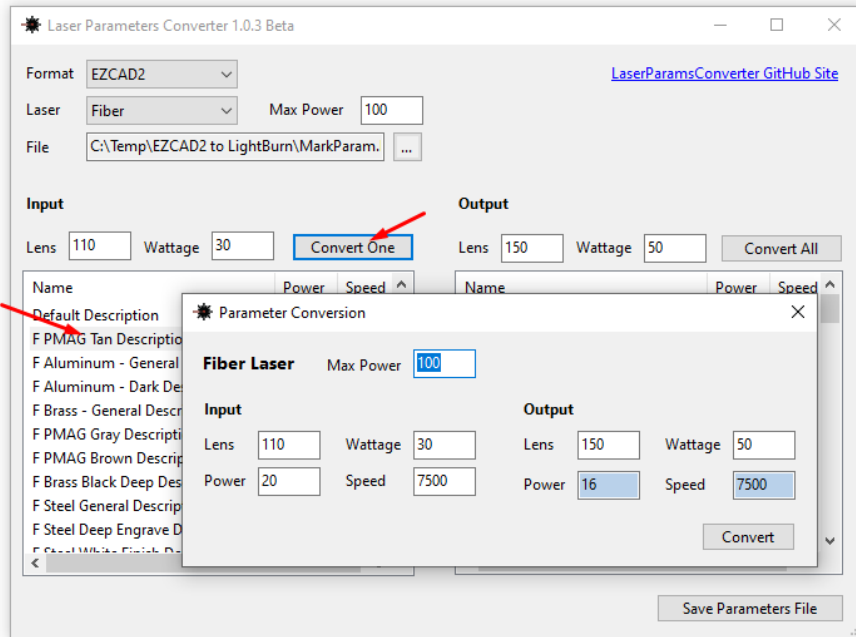 Laser Parameters Converter 1.0.3 Beta
Format EZCAD2 LaserParamsConverter GitHub Site
Laser Fiber Max Power 100
File C:\Temp\EZCAD2 to LightBurn\MarkParam. ...
Input Output
Lens 110 Wattage 30 Convert One Lens 150 Wattage 50 Convert All
Name Power Speed Name Power Speed
Default Description
F PMAG Tan Descriptio
F Aluminum - General
F Aluminum - Dark De
F Brass - General Descr
F PMAG Gray Descripti
F PMAG Brown Descrip
F Brass Black Deep Des
F Steel General Descrip
F Steel Deep Engrave D
F Steel White Finish De
Parameter Conversion
Fiber Laser Max Power 100
Input Output
Lens 110 Wattage 30 Lens 150 Wattage 50
Power 20 Speed 7500 Power 16 Speed 7500
Convert
Save Parameters File